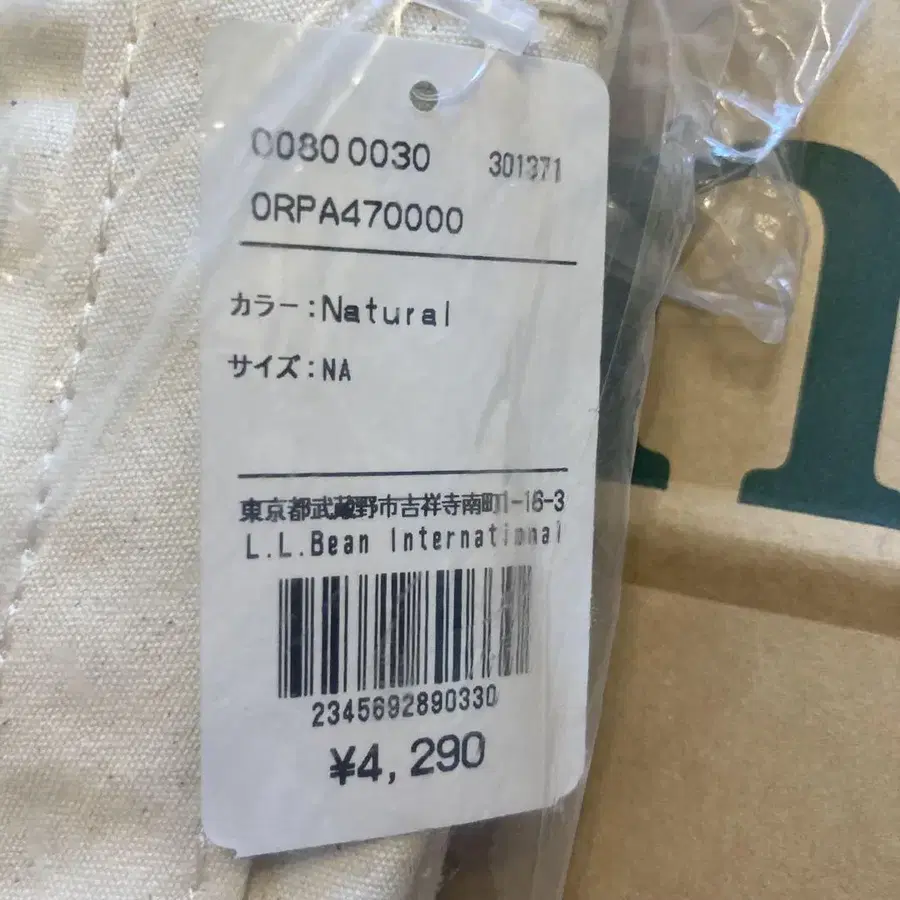 0080 0030 301371
0RPA470000
カラー:Natural
サイズ:NA
東京都武蔵野市吉祥寺南町1-16-3
L.L.Bean International
2345692890330
¥4,290
n